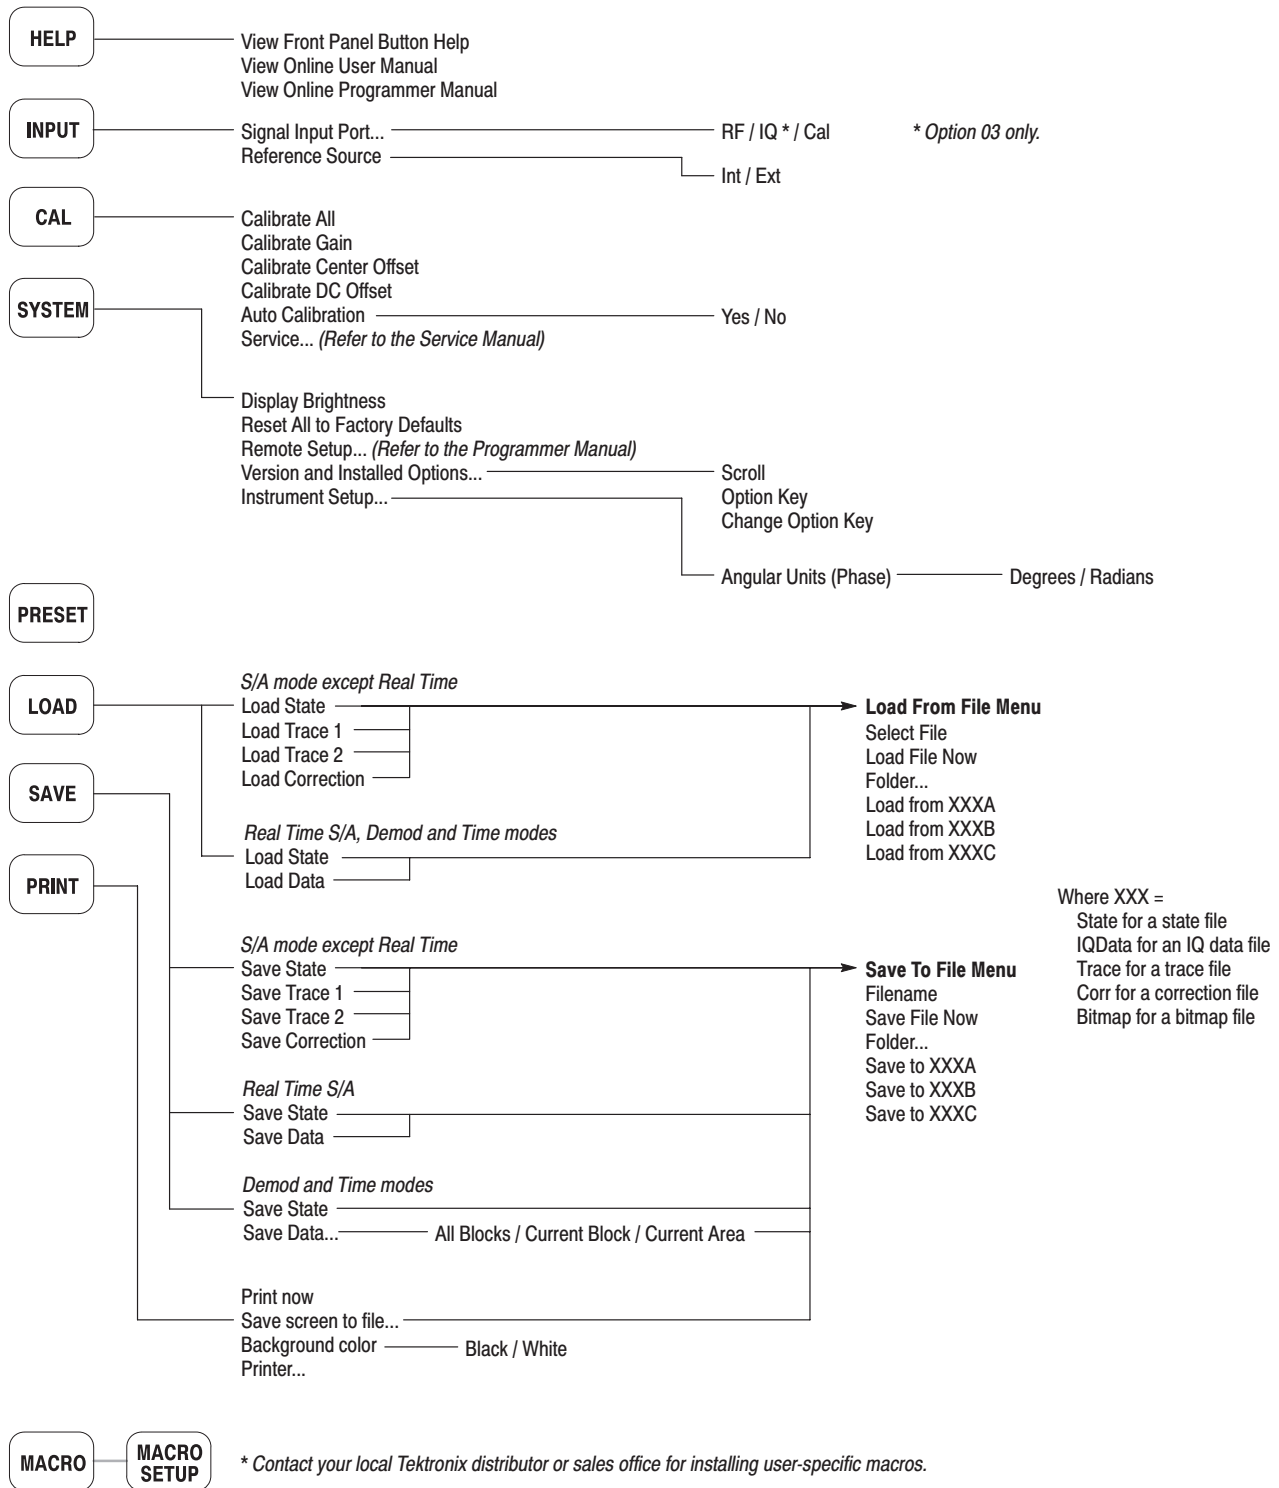 HELP
View Front Panel Button Help
View Online User Manual
View Online Programmer Manual
INPUT
Signal Input Port...
RF / IQ * / Cal
* Option 03 only.
Reference Source
Int / Ext
CAL
Calibrate All
Calibrate Gain
Calibrate Center Offset
Calibrate DC Offset
Auto Calibration
Yes / No
Service... (Refer to the Service Manual)
SYSTEM
Display Brightness
Reset All to Factory Defaults
Remote Setup... (Refer to the Programmer Manual)
Version and Installed Options...
Scroll
Option Key
Change Option Key
Instrument Setup...
Angular Units (Phase)
Degrees / Radians
PRESET
LOAD
S/A mode except Real Time
Load State
Load Trace 1
Load Trace 2
Load Correction
Real Time S/A, Demod and Time modes
Load State
Load Data
Load From File Menu
Select File
Load File Now
Folder...
Load from XXXA
Load from XXXB
Load from XXXC
Where XXX =
State for a state file
IQData for an IQ data file
Trace for a trace file
Corr for a correction file
Bitmap for a bitmap file
SAVE
S/A mode except Real Time
Save State
Save Trace 1
Save Trace 2
Save Correction
Real Time S/A
Save State
Save Data
Demod and Time modes
Save State
Save Data...
All Blocks / Current Block / Current Area
Save To File Menu
Filename
Save File Now
Folder...
Save to XXXA
Save to XXXB
Save to XXXC
PRINT
Print now
Save screen to file...
Background color
Black / White
Printer...
MACRO
MACRO
SETUP
* Contact your local Tektronix distributor or sales office for installing user-specific macros.